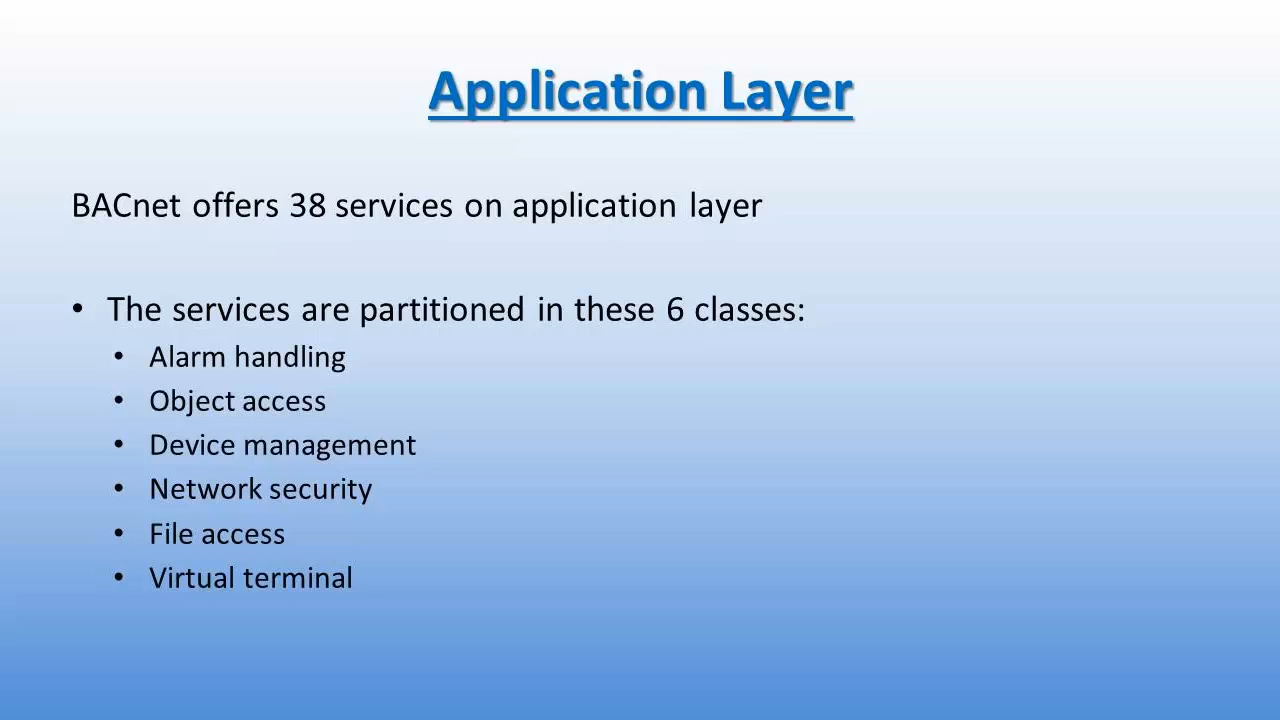 Application Layer
BACnet offers 38 services on application layer
• The services are partitioned in these 6 classes:
• Alarm handling
• Object access
• Device management
• Network security
• File access
• Virtual terminal